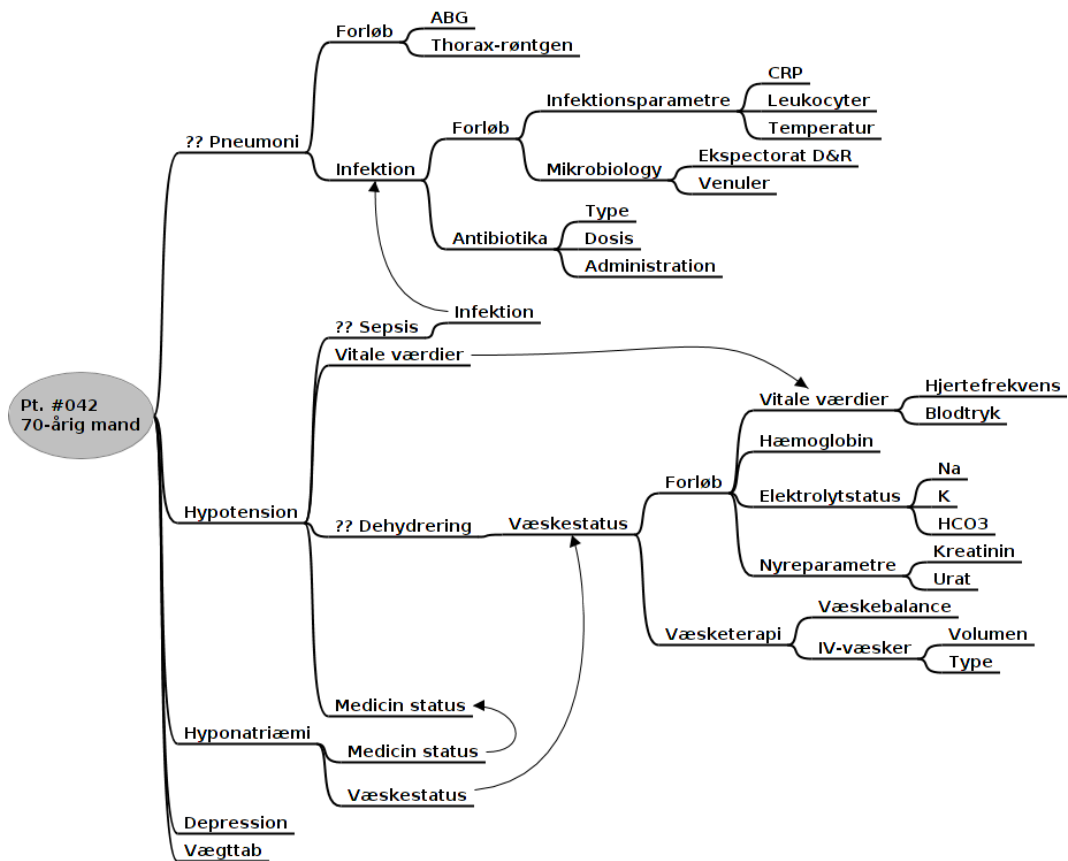 Pt. #042
70-årig mand
?? Pneumoni
Forløb
ABG
Thorax-røntgen
Infektion
Forløb
Infektionsparametre
CRP
Leukocyter
Temperatur
Mikrobiology
Ekspectorat D&R
Venuler
Antibiotika
Type
Dosis
Administration
Hypotension
?? Sepsis
Infektion
Vitale værdier
?? Dehydrering
Væskestatus
Forløb
Vitale værdier
Hjertefrekvens
Blodtryk
Hæmoglobin
Elektrolytstatus
Na
K
HCO3
Nyreparametre
Kreatinin
Urat
Væsketerapi
Væskebalance
IV-væsker
Volumen
Type
Medicin status
Hyponatriæmi
Medicin status
Væskestatus
Depression
Vægttab